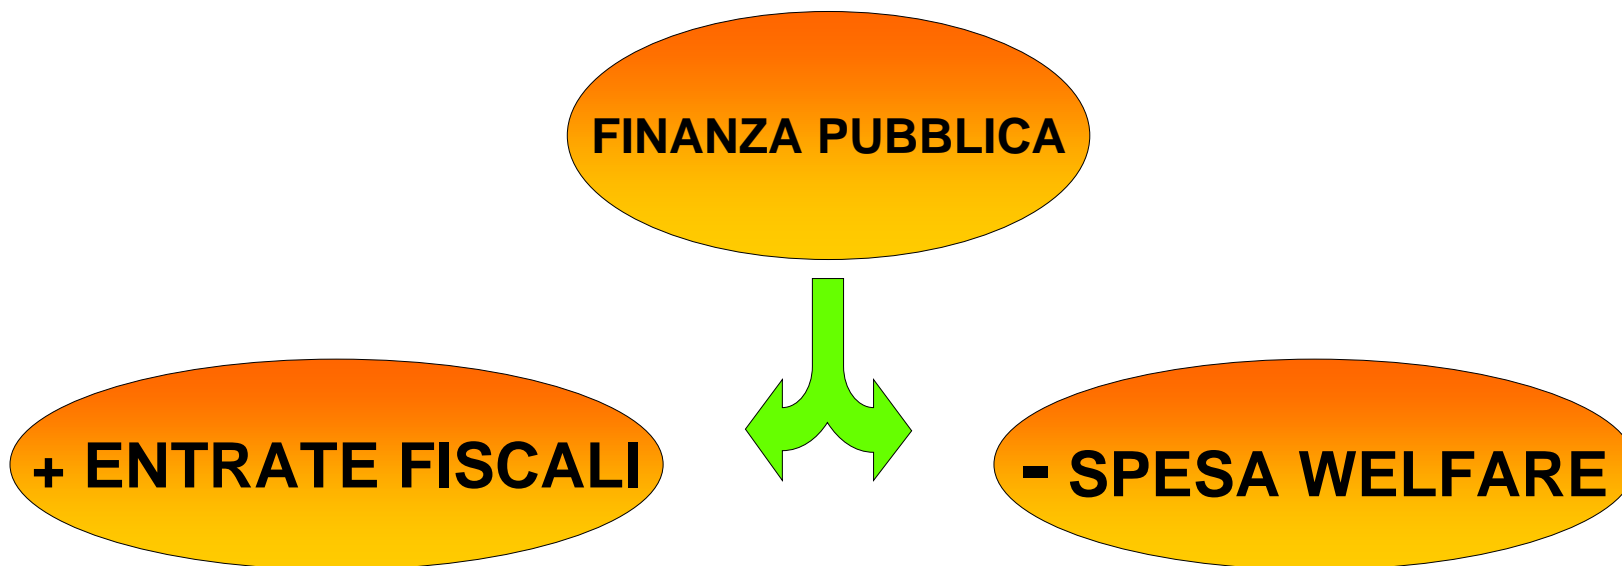 FINANZA PUBBLICA
+ ENTRATE FISCALI
- SPESA WELFARE